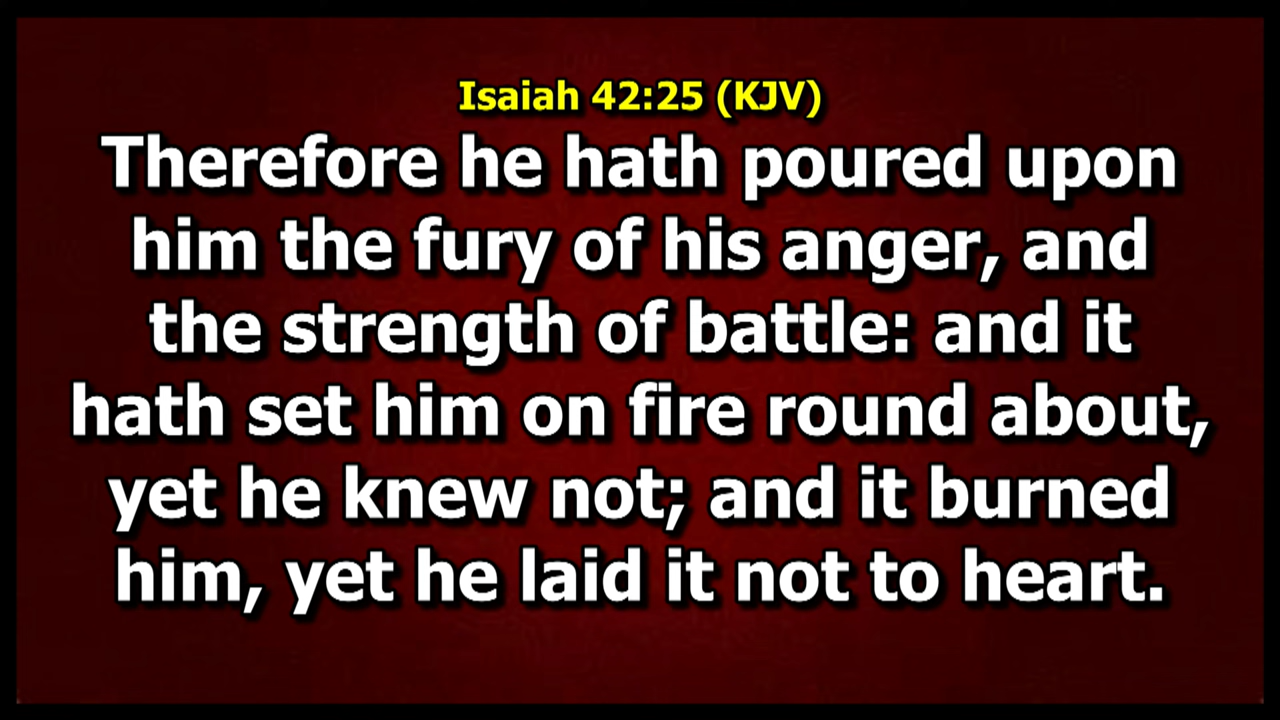 Isaiah 42:25 (KJV)
Therefore he hath poured upon
him the fury of his anger, and
the strength of battle: and it
hath set him on fire round about,
yet he knew not; and it burned
him, yet he laid it not to heart.